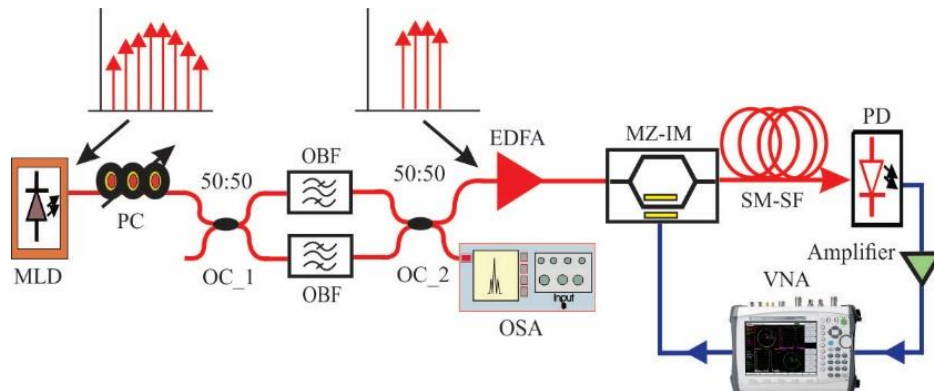 EDFA
MZ-IM
PD
OBF
50:50
50:50
PC
SM-SF
MLD
OC_1
OBF
OC_2
Amplifier
VNA
Input
OSA